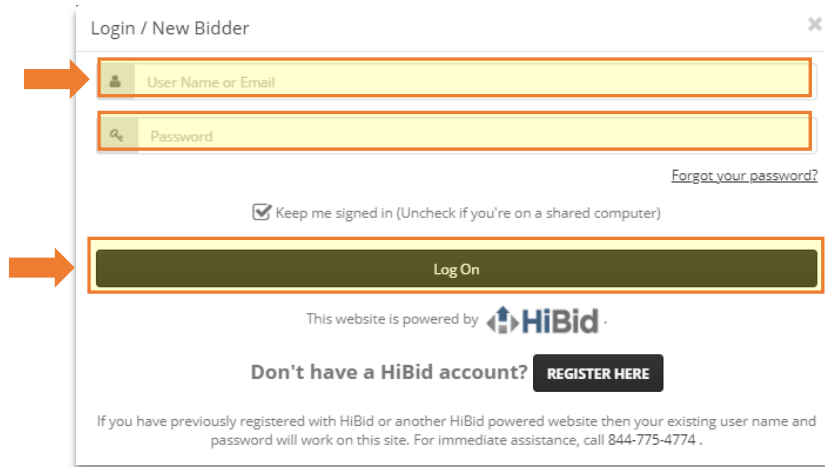 Login / New Bidder
User Name or Email
Password
Forgot your password?
Keep me signed in (Uncheck if you're on a shared computer)
Log On
This website is powered by HiBid .
Don't have a HiBid account? REGISTER HERE
If you have previously registered with HiBid or another HiBid powered website then your existing user name and
password will work on this site. For immediate assistance, call 844-775-4774 .